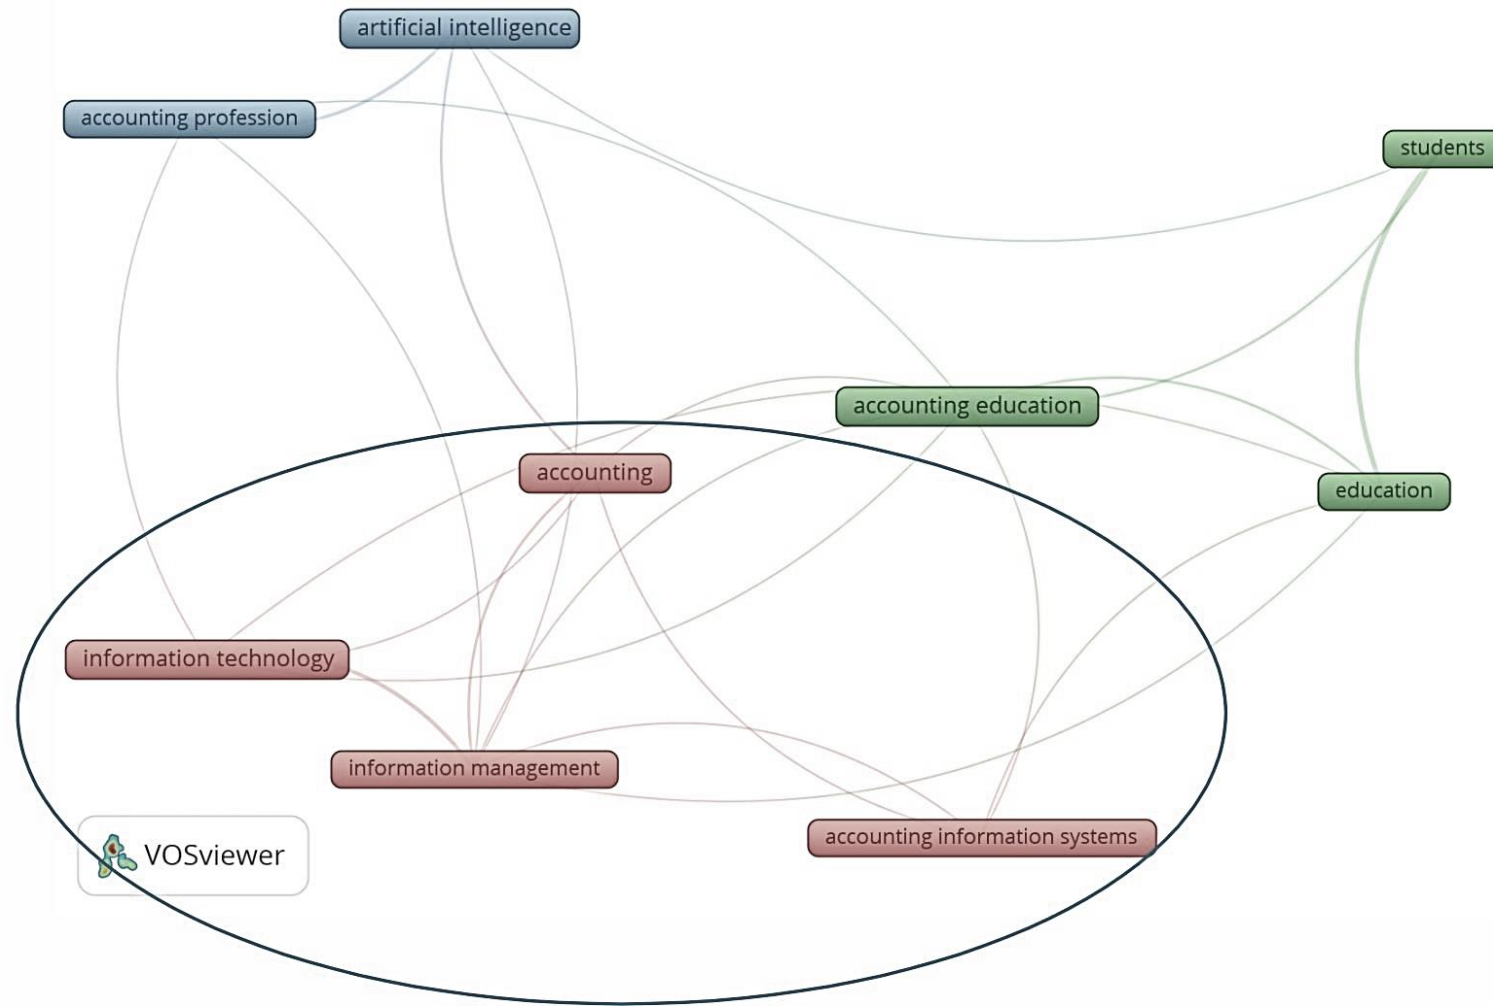 artificial intelligence
accounting profession
students
accounting education
accounting
education
information technology
information management
accounting information systems
VOSviewer